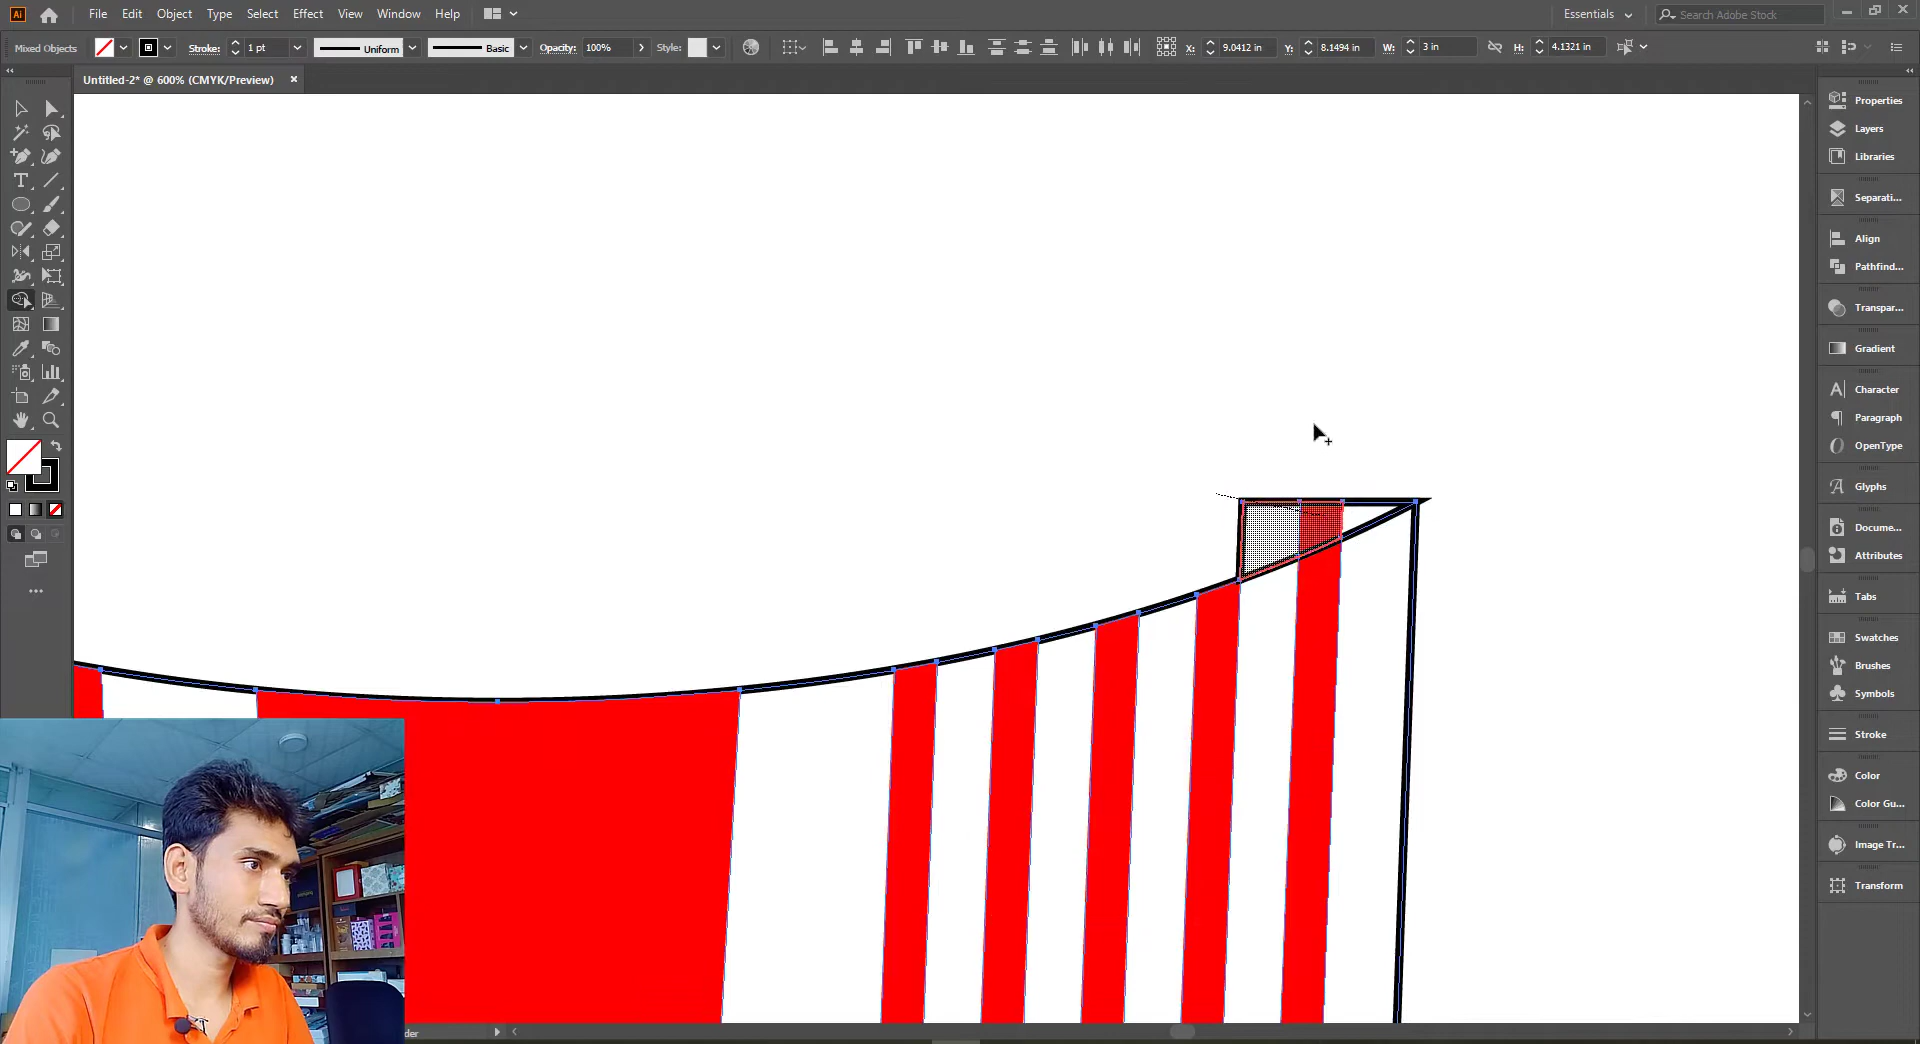 Ai File Edit Object Type Select Effect View Window Help Essentials Search Adobe Stock
Mixed Objects Stroke: 1 pt Uniform Basic Opacity: 100% Style: X: 9.0412 in Y: 8.1494 in W: 3 in H: 4.1321 in
Untitled-2* @ 600% (CMYK/Preview) ×
Properties
Layers
Libraries
Separati...
Align
Pathfind...
Transpar...
Gradient
Character
Paragraph
OpenType
Glyphs
Docume...
Attributes
Tabs
Swatches
Brushes
Symbols
Stroke
Color
Color Gu...
Image Tr...
Transform
der